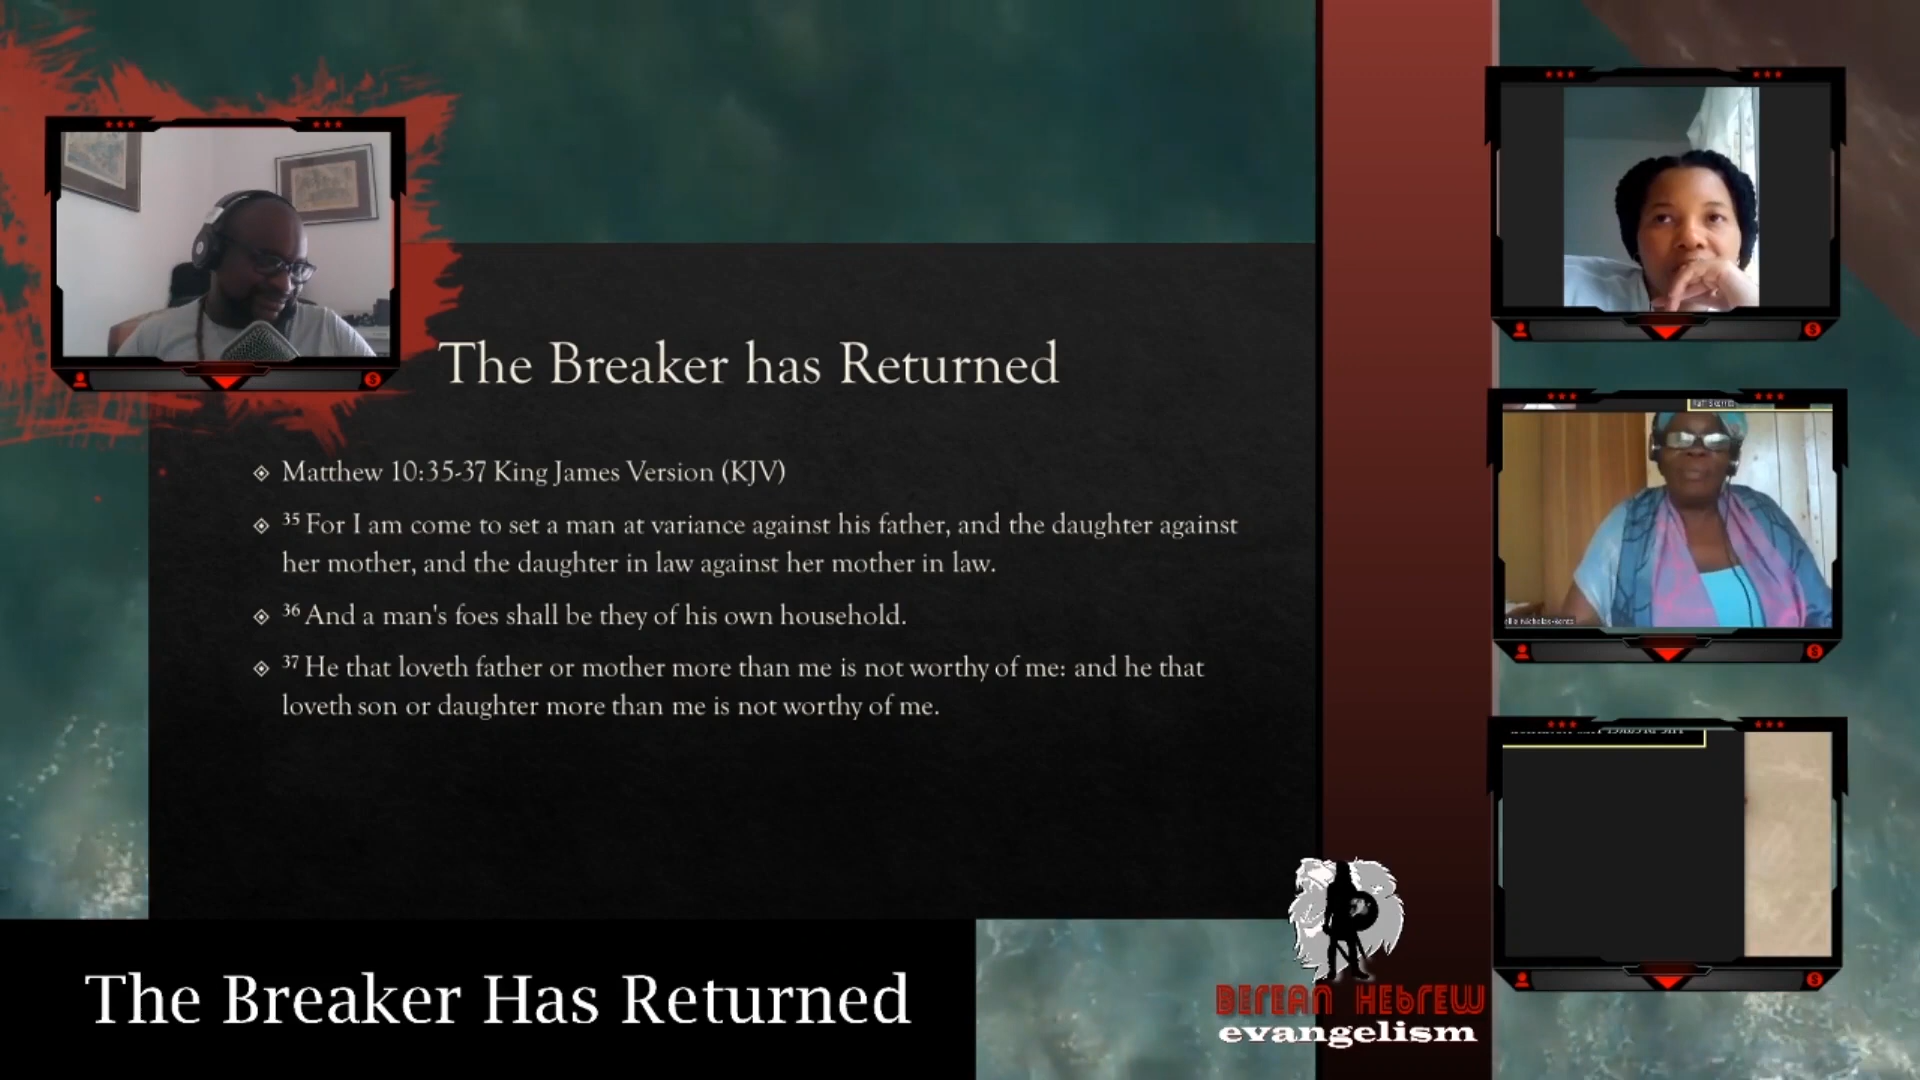 The Breaker has Returned
Matthew 10:35-37 King James Version (KJV)
35 For I am come to set a man at variance against his father, and the daughter against
her mother, and the daughter in law against her mother in law.
36 And a man's foes shall be they of his own household.
37 He that loveth father or mother more than me is not worthy of me: and he that
loveth son or daughter more than me is not worthy of me.
The Breaker Has Returned
BEREAN HEBREW
evangelism